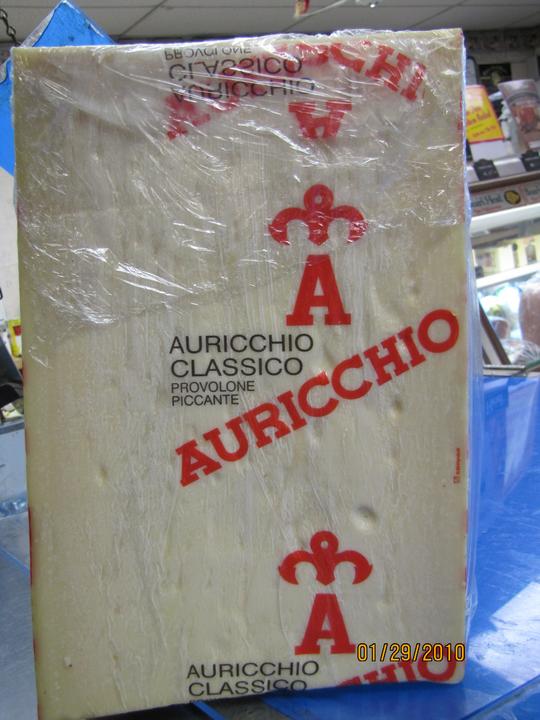 PROVOLONE
CLASSICO
AURICCHIO
A
A
AURICCHIO
CLASSICO
PROVOLONE
PICCANTE
AURICCHIO
A
01/29/2010
AURICCHIO
CLASSICO